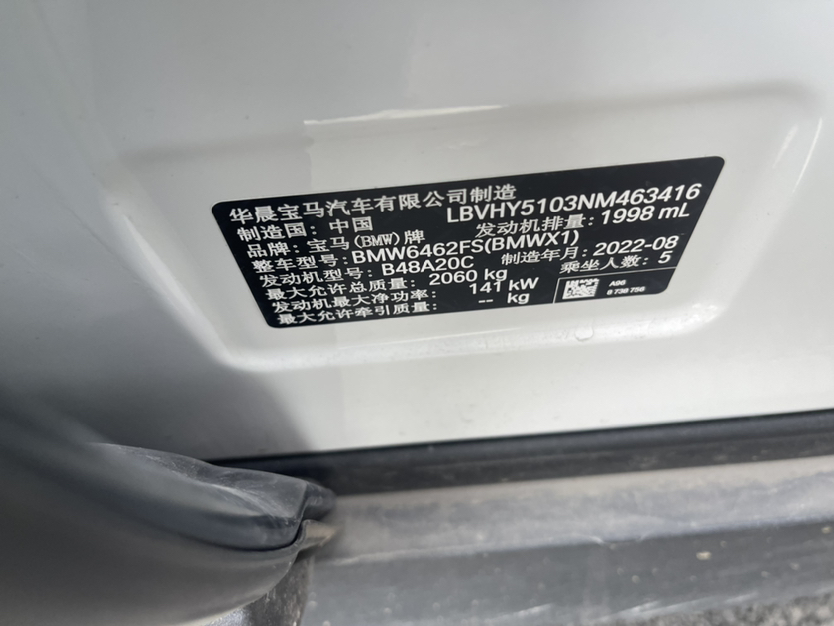 华晨宝马汽车有限公司制造
制造国：中国 LBVHY5103NM463416
品牌：宝马(BMW)牌 发动机排量：1998 mL
整车型号：BMW6462FS(BMWX1)
发动机型号：B48A20C 制造年月：2022-08
最大允许总质量：2060 kg 乘坐人数：5
发动机最大净功率：141 kW
最大允许牵引质量：-- kg
A96
8 738 756